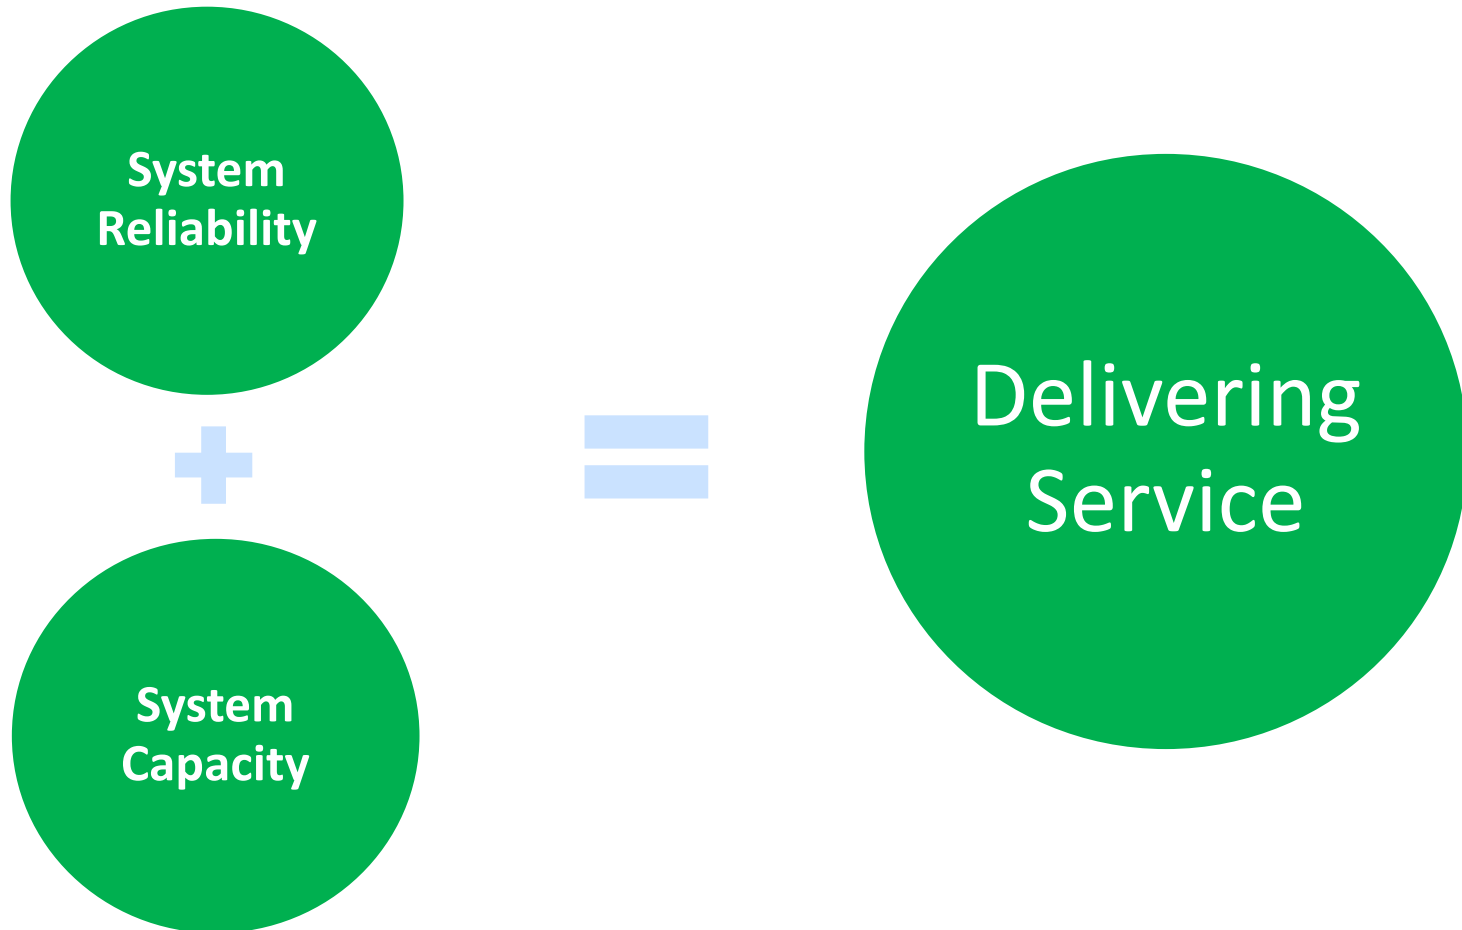 System
Reliability
System
Capacity
Delivering
Service